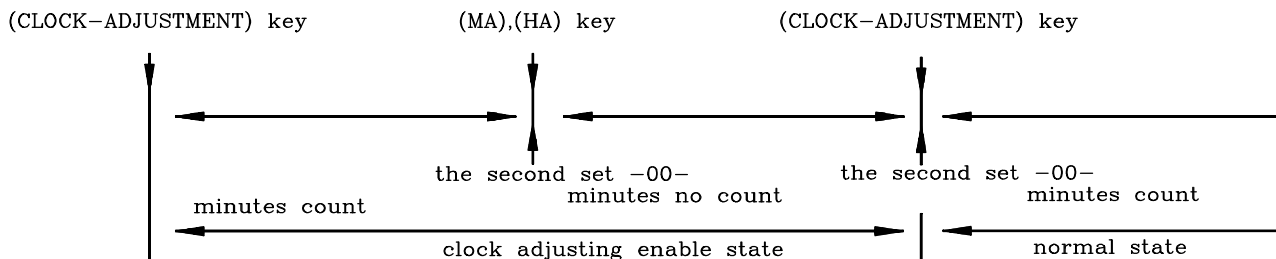 (CLOCK-ADJUSTMENT) key (MA),(HA) key (CLOCK-ADJUSTMENT) key
the second set -00- the second set -00-
minutes count minutes no count minutes count
clock adjusting enable state normal state